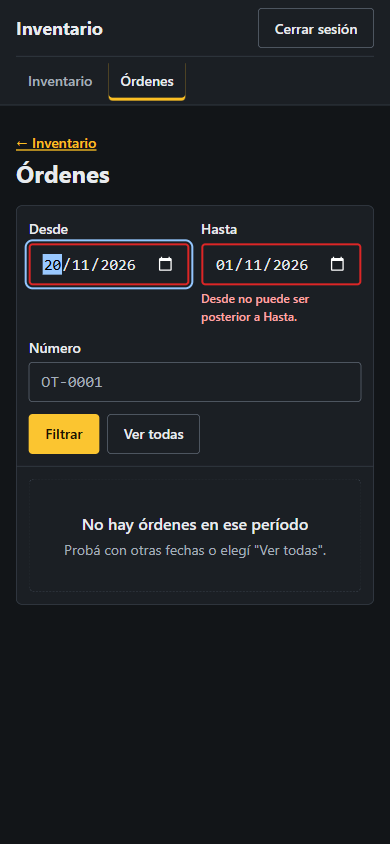 Inventario
Cerrar sesión
Inventario
Órdenes
← Inventario
Órdenes
Desde
Hasta
20/11/2026
01/11/2026
Desde no puede ser
posterior a Hasta.
Número
OT-0001
Filtrar
Ver todas
No hay órdenes en ese período
Probá con otras fechas o elegí "Ver todas".